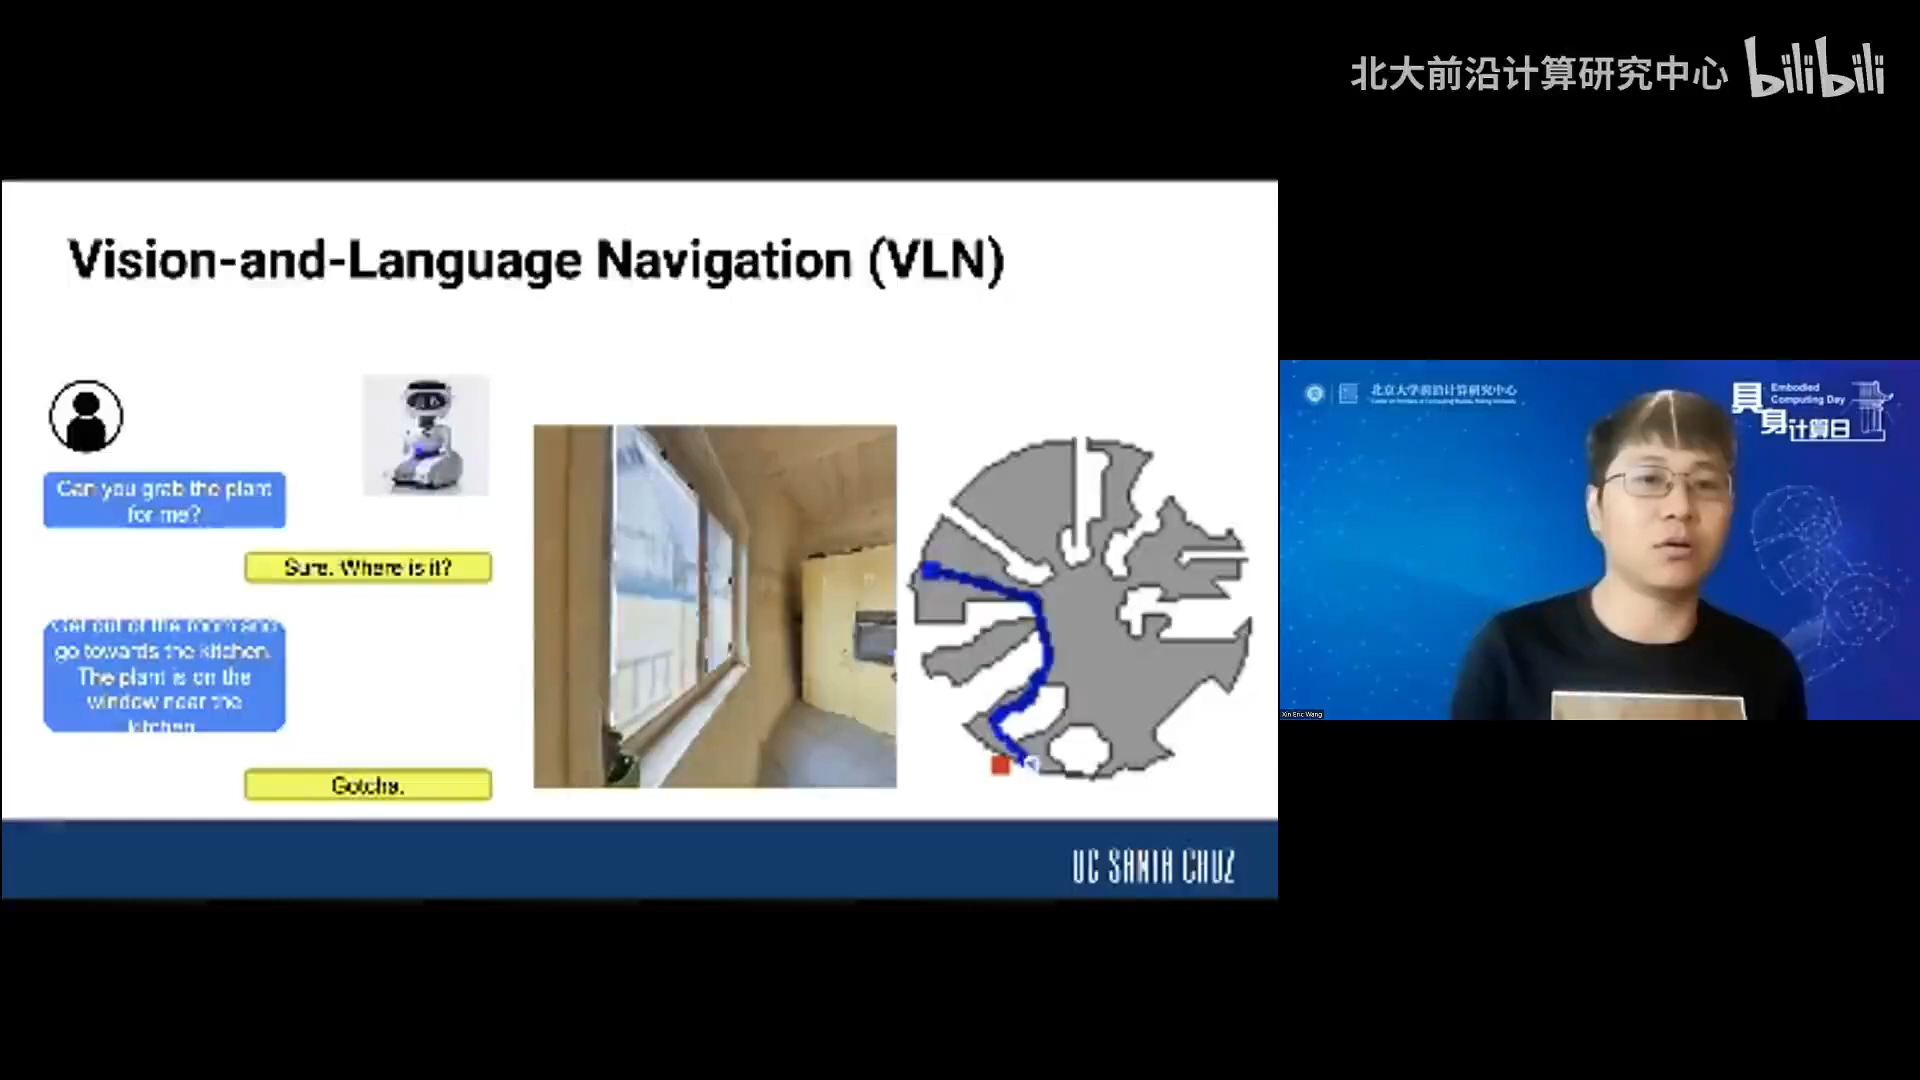 北大前沿计算研究中心 bilibili
Vision-and-Language Navigation (VLN)
Can you grab the plant
for me?
Sure. Where is it?
Get out of the room and
go towards the kitchen.
The plant is on the
window near the
kitchen.
Gotcha.
UC SANTA CRUZ
北京大学前沿计算研究中心
具身计算日
Embodied
Computing Day
Xin Eric Wang